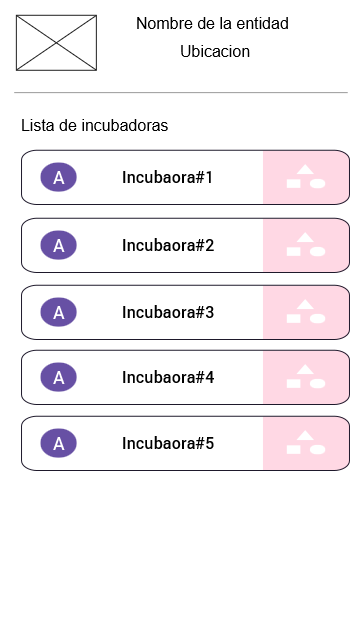 Nombre de la entidad
Ubicacion
Lista de incubadoras
A Incubaora#1
A Incubaora#2
A Incubaora#3
A Incubaora#4
A Incubaora#5